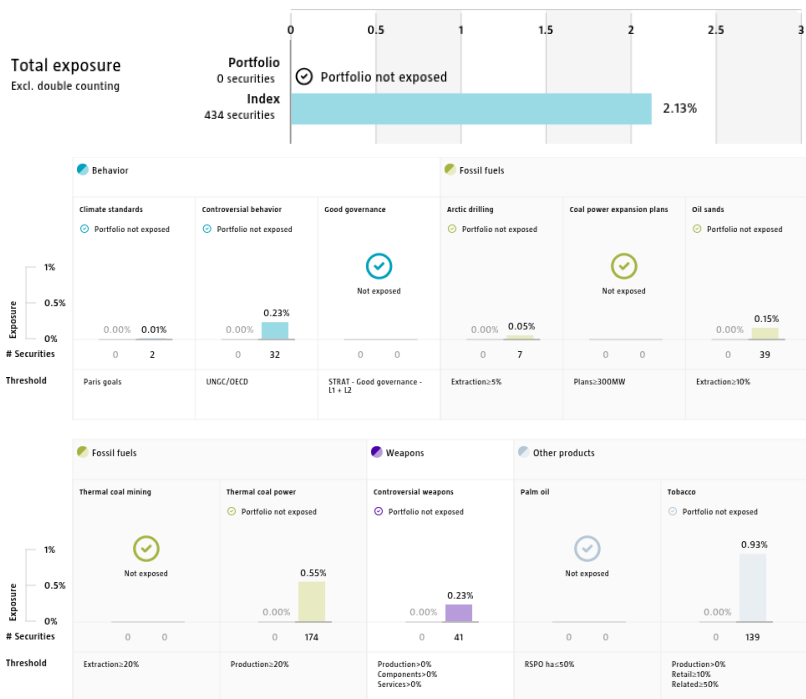 0 0.5 1 1.5 2 2.5 3
Total exposure
Excl. double counting
Portfolio
0 securities
Portfolio not exposed
Index
434 securities
2.13%
Behavior
Fossil fuels
Climate standards
Controversial behavior
Good governance
Arctic drilling
Coal power expansion plans
Oil sands
Portfolio not exposed
Portfolio not exposed
Portfolio not exposed
Portfolio not exposed
Not exposed
Not exposed
Exposure
1%
0.5%
0%
0.00% 0.01%
0.00% 0.23%
0.00% 0.05%
0.00% 0.15%
# Securities 0 2 0 32 0 0 0 7 0 0 0 39
Threshold
Paris goals
UNGC/OECD
STRAT - Good governance -
L1 + L2
Extraction≥5%
Plans≥300MW
Extraction≥10%
Fossil fuels
Weapons
Other products
Thermal coal mining
Thermal coal power
Controversial weapons
Palm oil
Tobacco
Portfolio not exposed
Portfolio not exposed
Portfolio not exposed
Not exposed
Not exposed
Exposure
1%
0.5%
0%
0.00% 0.55%
0.00% 0.23%
0.00% 0.93%
# Securities 0 0 0 174 0 41 0 0 0 139
Threshold
Extraction≥20%
Production≥20%
Production>0%
Components>0%
Services>0%
RSPO ha≤50%
Production>0%
Retail≥10%
Related≥50%